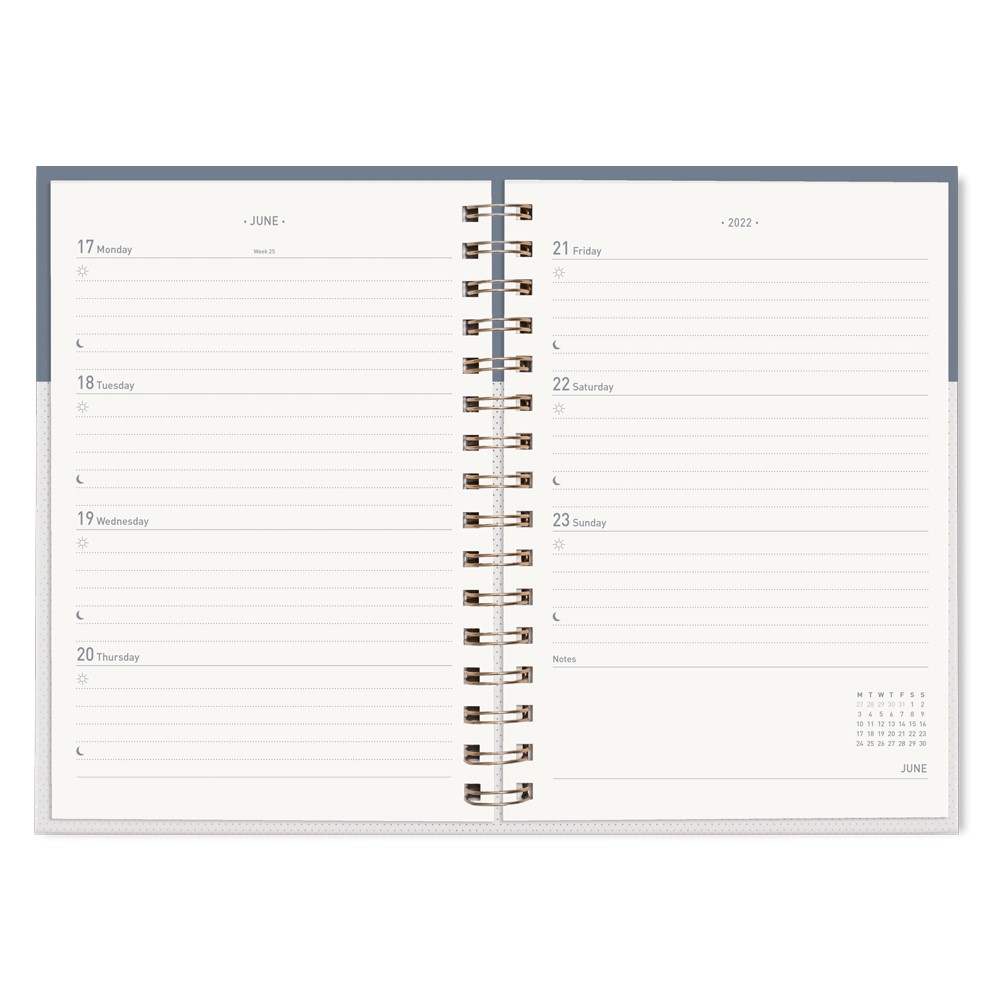 · JUNE ·
17 Monday
Week 25
18 Tuesday
19 Wednesday
20 Thursday
· 2022 ·
21 Friday
22 Saturday
23 Sunday
Notes
M T W T F S S
27 28 29 30 31 1 2
3 4 5 6 7 8 9
10 11 12 13 14 15 16
17 18 19 20 21 22 23
24 25 26 27 28 29 30
JUNE